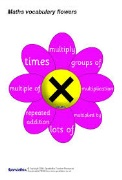 Maths vocabulary flowers
multiply
times
groups of
multiple of
multiplication
repeated
addition
multiplied by
lots of